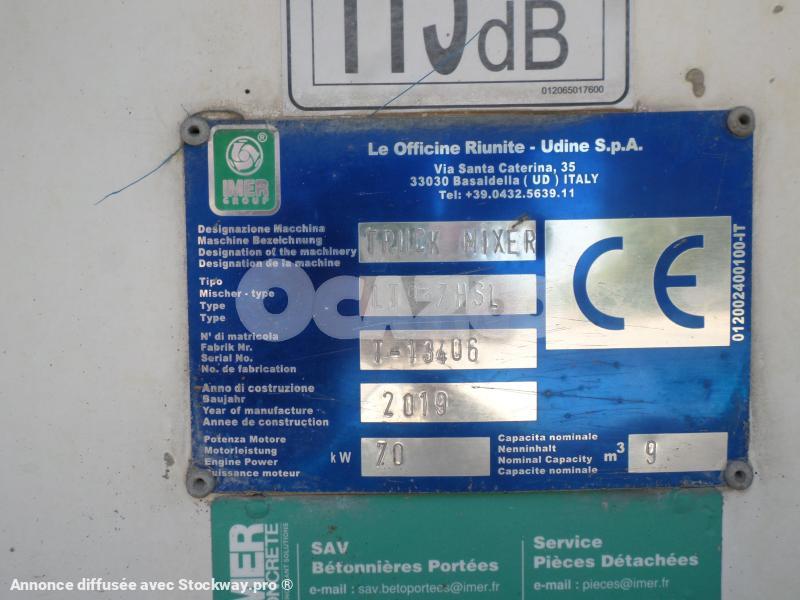 115 dB
012065017600
IMER
GROUP
®
Le Officine Riunite - Udine S.p.A.
Via Santa Caterina, 35
33030 Basaldella ( UD ) ITALY
Tel: +39.0432.5639.11
Designazione Macchina
Maschine Bezeichnung
Designation of the machinery
Designation de la machine
TRUCK MIXER
CE
012002400100-IT
Tipo
Mischer - type
Type
Type
N° di matricola
Fabrik Nr.
Serial No.
No. de fabrication
T-13406
Anno di costruzione
Baujahr
Year of manufacture
Annee de construction
2019
Potenza Motore
Motorleistung
Engine Power
Puissance moteur
kW
70
Capacita nominale
Nenninhalt
Nominal Capacity
Capacite nominale
m3
9
SAV
Bétonnières Portées
e-mail : sav.betoportees@imer.fr
Service
Pièces Détachées
e-mail : pieces@imer.fr
Annonce diffusée avec Stockway.pro ®